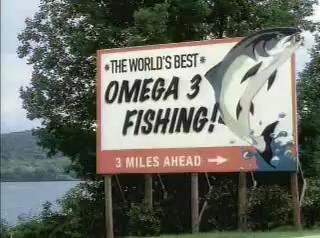 *THE WORLD'S BEST*
OMEGA 3
FISHING!
3 MILES AHEAD →